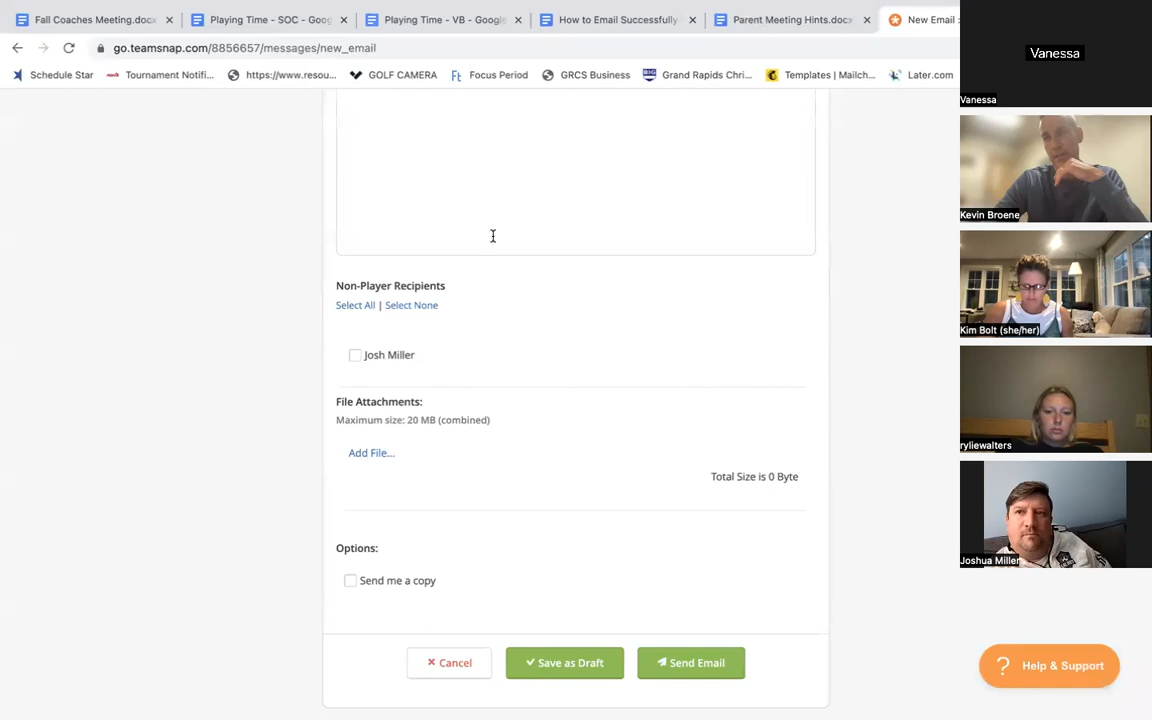 Fall Coaches Meeting.docx
Playing Time - SOC - Goog
Playing Time - VB - Google
How to Email Successfully
Parent Meeting Hints.docx
New Email :
go.teamsnap.com/8856657/messages/new_email
Schedule Star
Tournament Notifi...
https://www.resou...
GOLF CAMERA
Focus Period
GRCS Business
Grand Rapids Chri...
Templates | Mailch...
Later.com
Vanessa
Vanessa
Kevin Broene
Kim Bolt (she/her)
ryliewalters
Joshua Miller
Non-Player Recipients
Select All | Select None
Josh Miller
File Attachments:
Maximum size: 20 MB (combined)
Add File...
Total Size is 0 Byte
Options:
Send me a copy
Cancel
Save as Draft
Send Email
? Help & Support